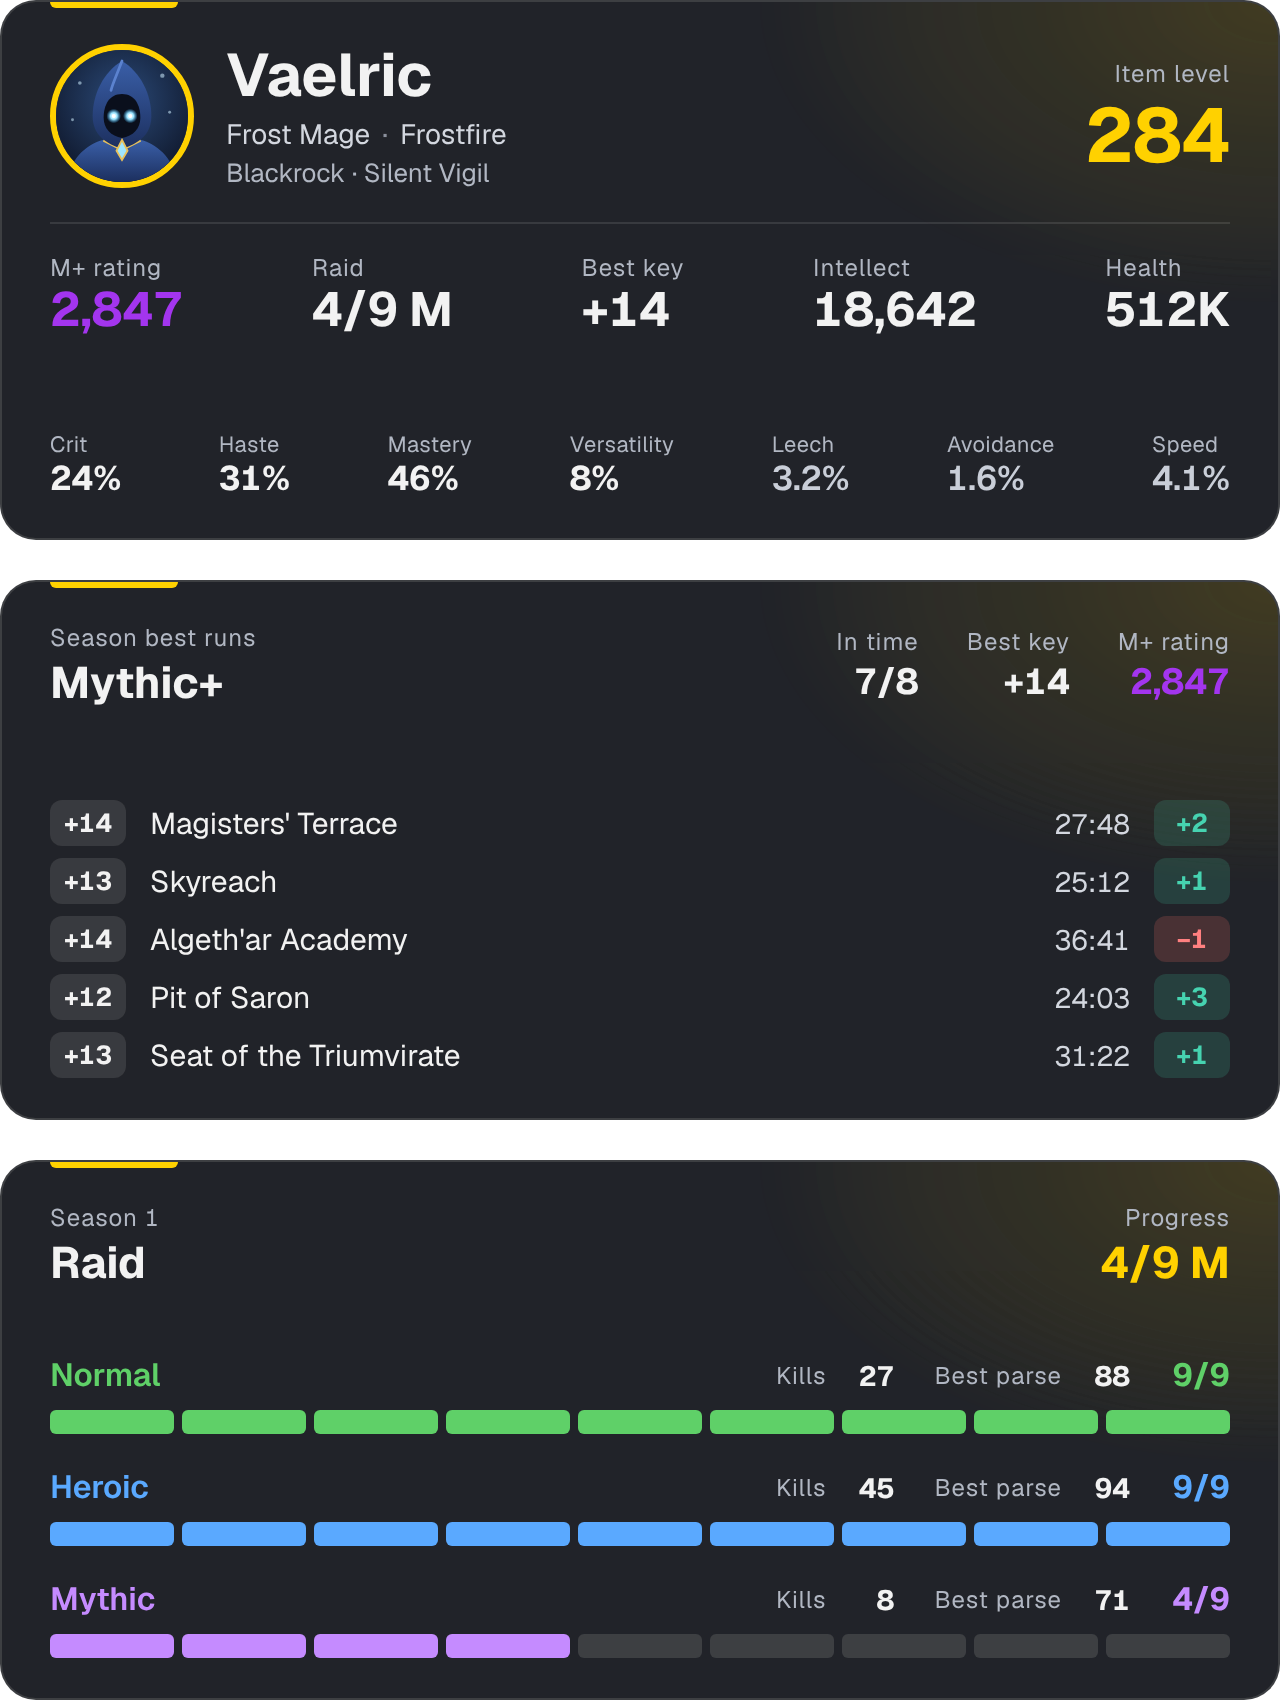 Vaelric
Frost Mage · Frostfire
Blackrock · Silent Vigil
Item level
284
M+ rating
2,847
Raid
4/9 M
Best key
+14
Intellect
18,642
Health
512K
Crit
24%
Haste
31%
Mastery
46%
Versatility
8%
Leech
3.2%
Avoidance
1.6%
Speed
4.1%
Season best runs
Mythic+
In time
7/8
Best key
+14
M+ rating
2,847
+14 Magisters' Terrace 27:48 +2
+13 Skyreach 25:12 +1
+14 Algeth'ar Academy 36:41 −1
+12 Pit of Saron 24:03 +3
+13 Seat of the Triumvirate 31:22 +1
Season 1
Raid
Progress
4/9 M
Normal Kills 27 Best parse 88 9/9
Heroic Kills 45 Best parse 94 9/9
Mythic Kills 8 Best parse 71 4/9